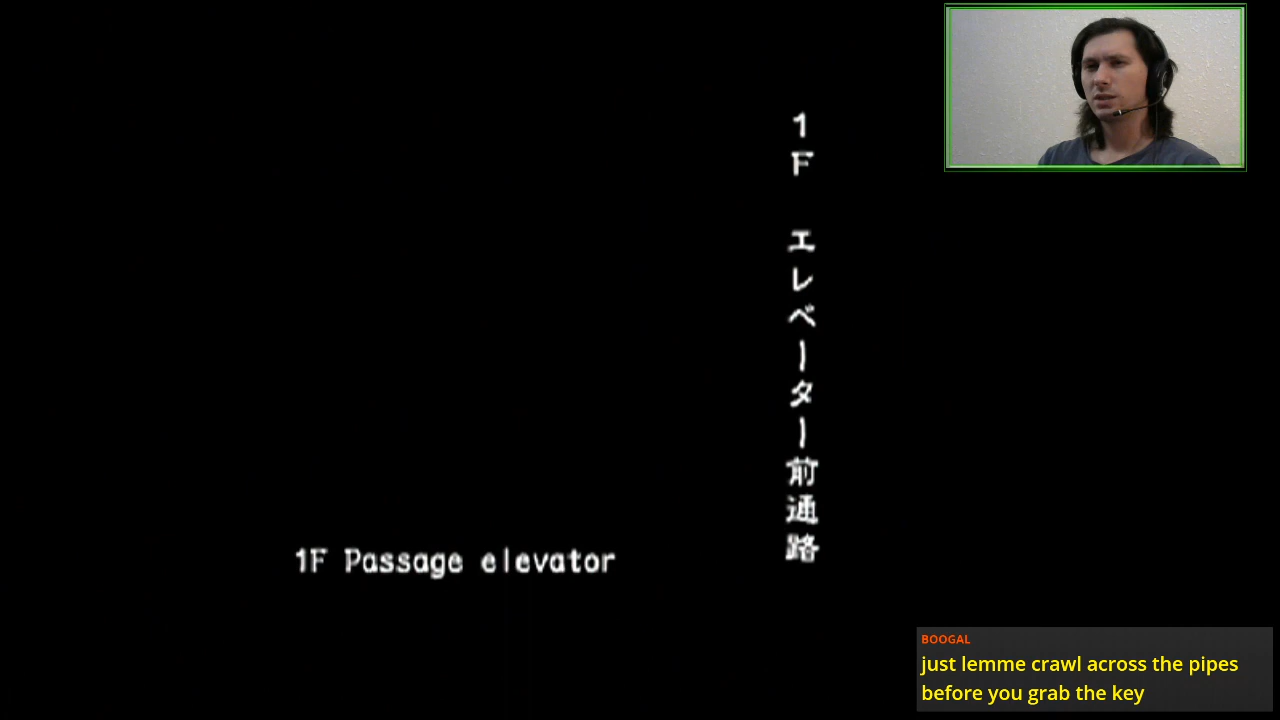 1F エレベーター前通路
1F Passage elevator
BOOGAL
just lemme crawl across the pipes
before you grab the key